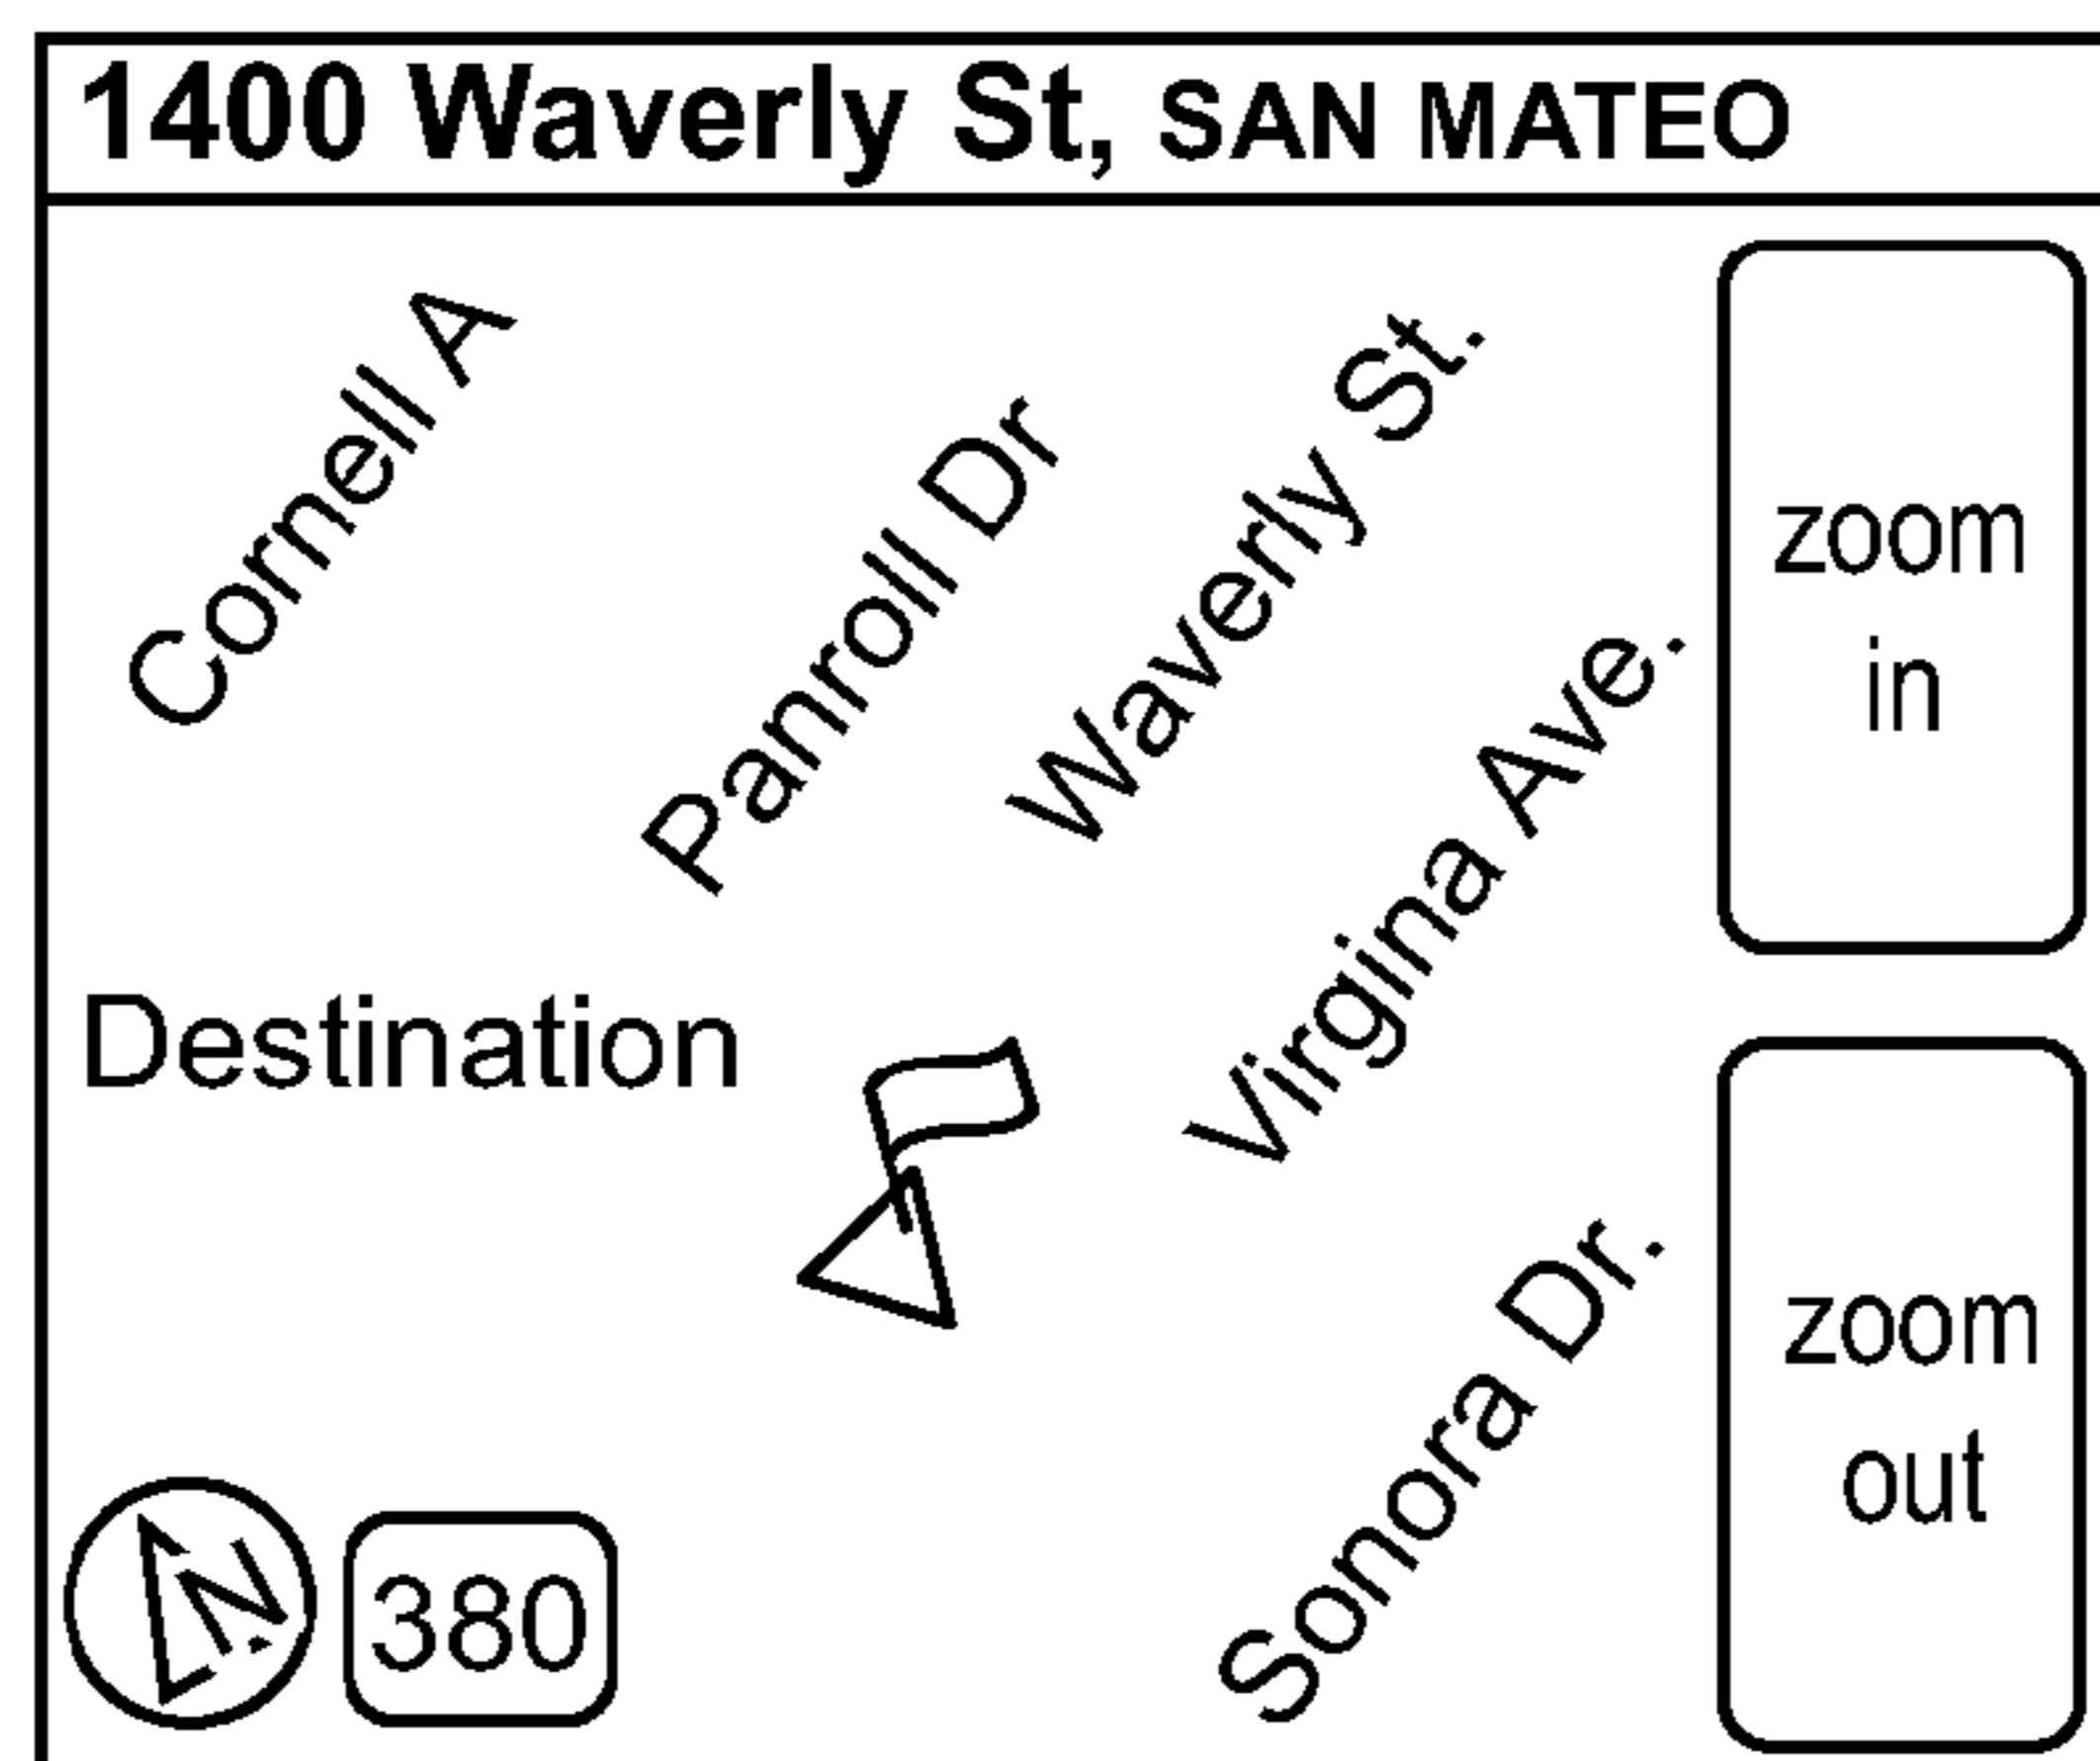 1400 Waverly St, SAN MATEO
Cornell A
Panroll Dr
Waverly St.
Virgina Ave.
zoom
in
Destination
Sonora Dr.
zoom
out
N
380